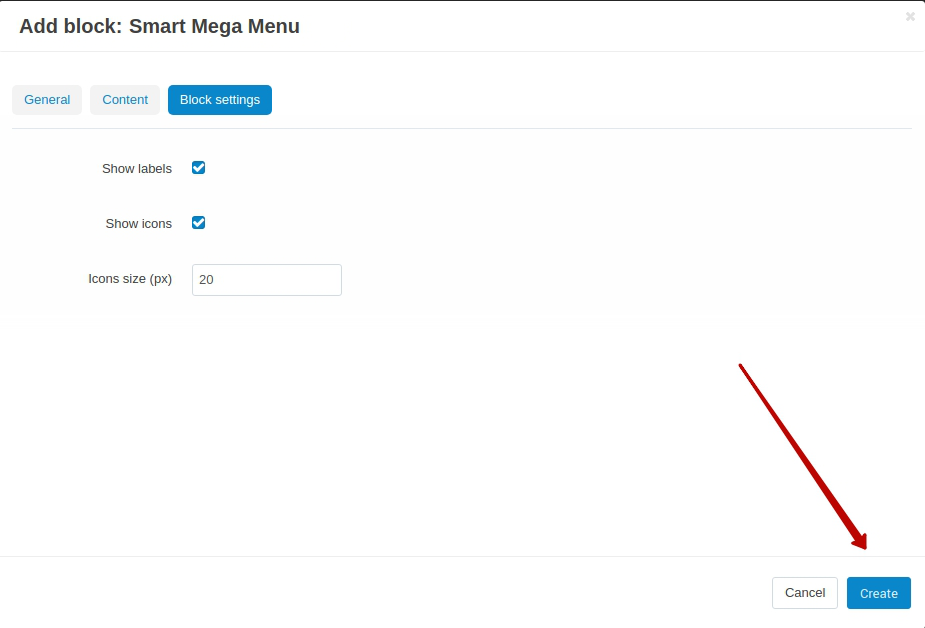 Add block: Smart Mega Menu
General Content Block settings
Show labels
Show icons
Icons size (px) 20
Cancel Create